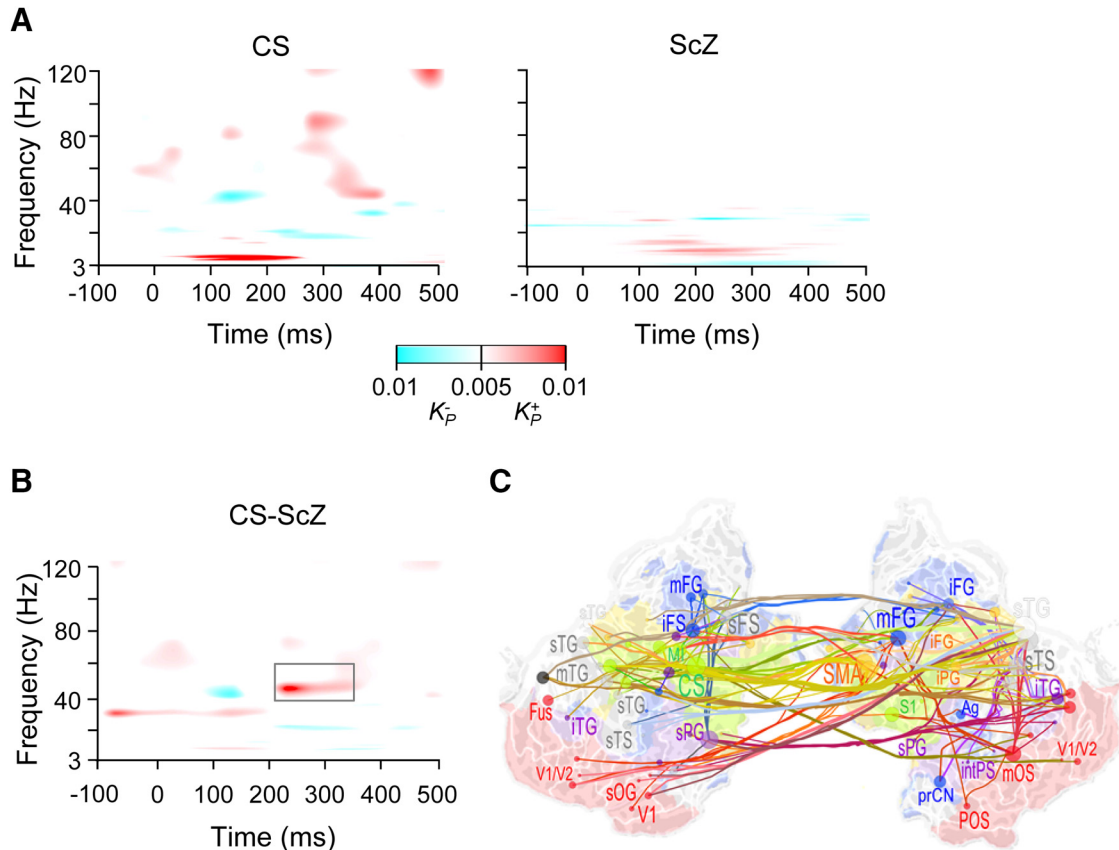 A
CS
ScZ
Frequency (Hz)
120
80
40
3
-100 0 100 200 300 400 500
-100 0 100 200 300 400 500
Time (ms)
Time (ms)
0.01 0.005 0.01
K_P^- K_P^+
B
CS-ScZ
Frequency (Hz)
120
80
40
3
-100 0 100 200 300 400 500
Time (ms)
C
mFG
iFG
sTG
iFS
sFS
mFG
sTG
sTG
MI
iFG
sTS
mTG
CS
SMA
iPG
iTG
Fus
sTG
S1
Ag
iTG
sTS
sPG
sPG
V1/V2
V1/V2
intPS
mOS
sOG
prCN
V1
POS